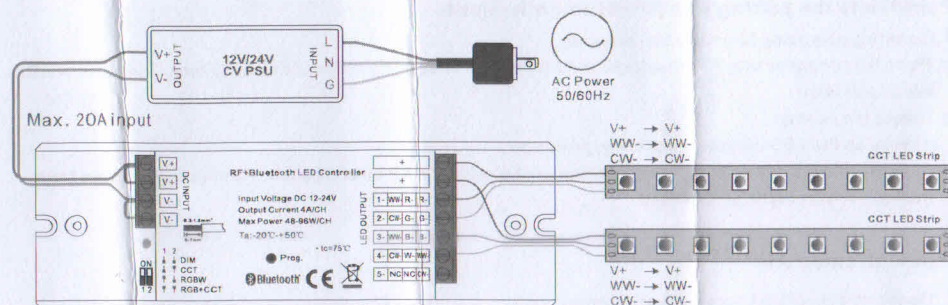 V+
V-
OUTPUT
12V/24V
CV PSU
INPUT
L
N
G
AC Power
50/60Hz
Max. 20A input
V+ → V+
WW- → WW-
CW- → CW-
CCT LED Strip
V+
V+
V-
V-
DC INPUT
RF+Bluetooth LED Controller
Input Voltage DC 12-24V
Output Current 4A/CH
Max Power 48-96W/CH
Ta:-20℃-+50℃
• tc=75℃
Prog.
Bluetooth CE
ON
1 2
1 2
DIM
CCT
RGBW
RGB+CCT
LED OUTPUT
+
+
1- WW- R- R-
2- CW- G- G-
3- WW- B- B-
4- CW- W- WW-
5- NC NC CW-
CCT LED Strip
V+ → V+
WW- → WW-
CW- → CW-